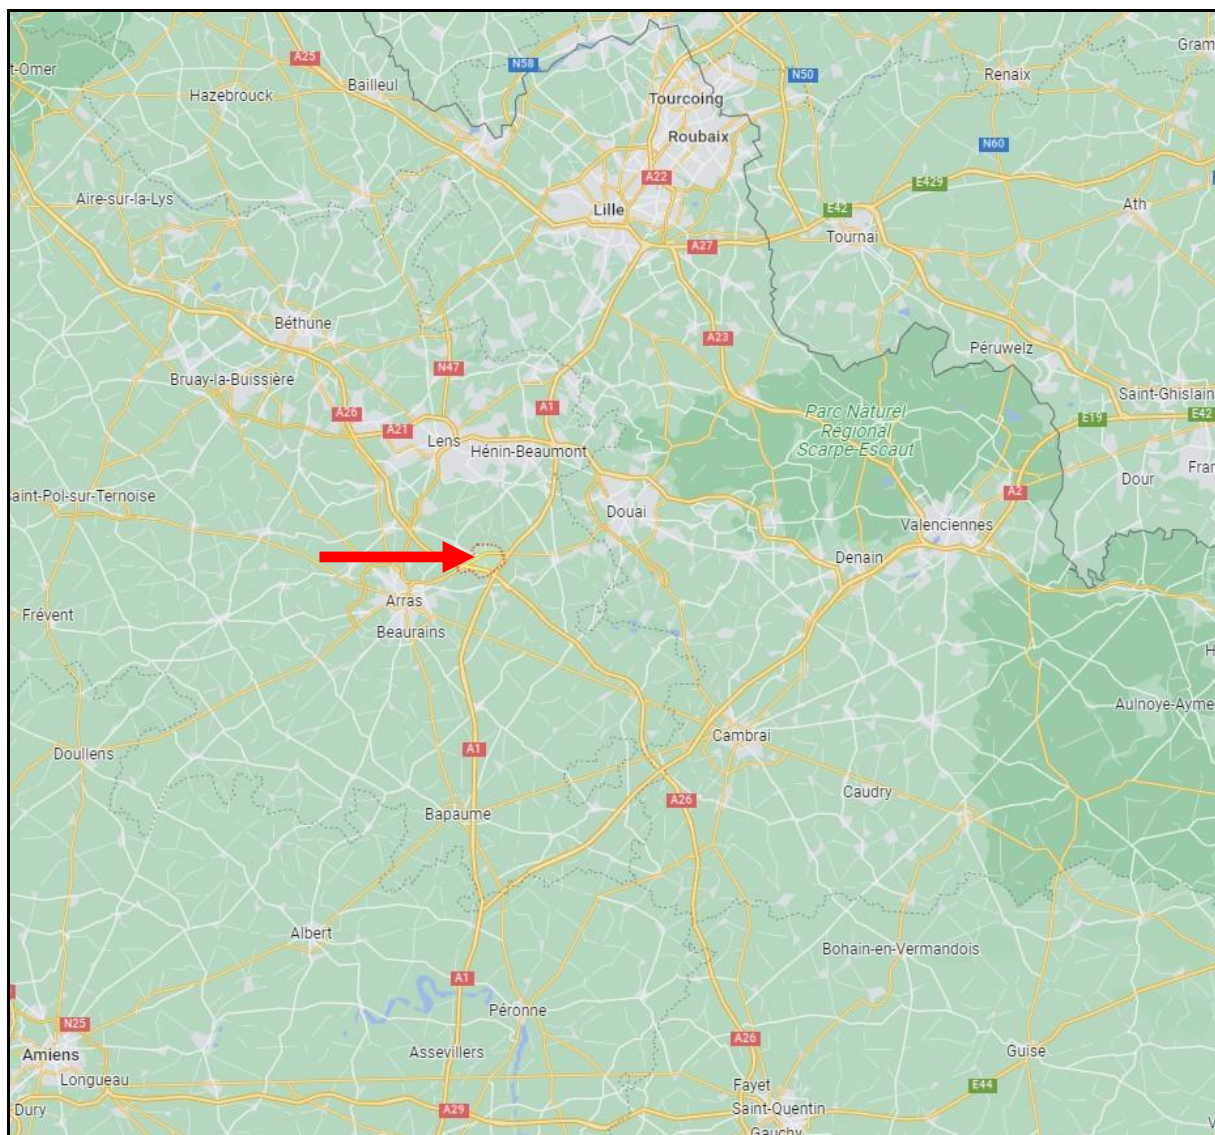 Gram
A25
N58
t-Omer
Bailleul
N50
Renaix
Hazebrouck
Tourcoing
Roubaix
N60
A22
E429
Aire-sur-la-Lys
Lille
E42
Ath
Tournai
A27
Béthune
A23
Péruwelz
N47
Bruay-la-Buissière
Saint-Ghislain
A26
A1
Parc Naturel
Régional
Scarpe-Escaut
E19
E42
A21
Lens
Hénin-Beaumont
Fran
Dour
aint-Pol-sur-Ternoise
A2
Douai
Valenciennes
Denain
Arras
Frévent
Beaurains
H
Aulnoye-Ayme
Cambrai
A1
Doullens
Caudry
A26
Bapaume
Albert
Bohain-en-Vermandois
A1
Péronne
N25
A26
Amiens
Assevillers
Guise
Longueau
Fayet
E44
Dury
A29
Saint-Quentin
Gauchy
V